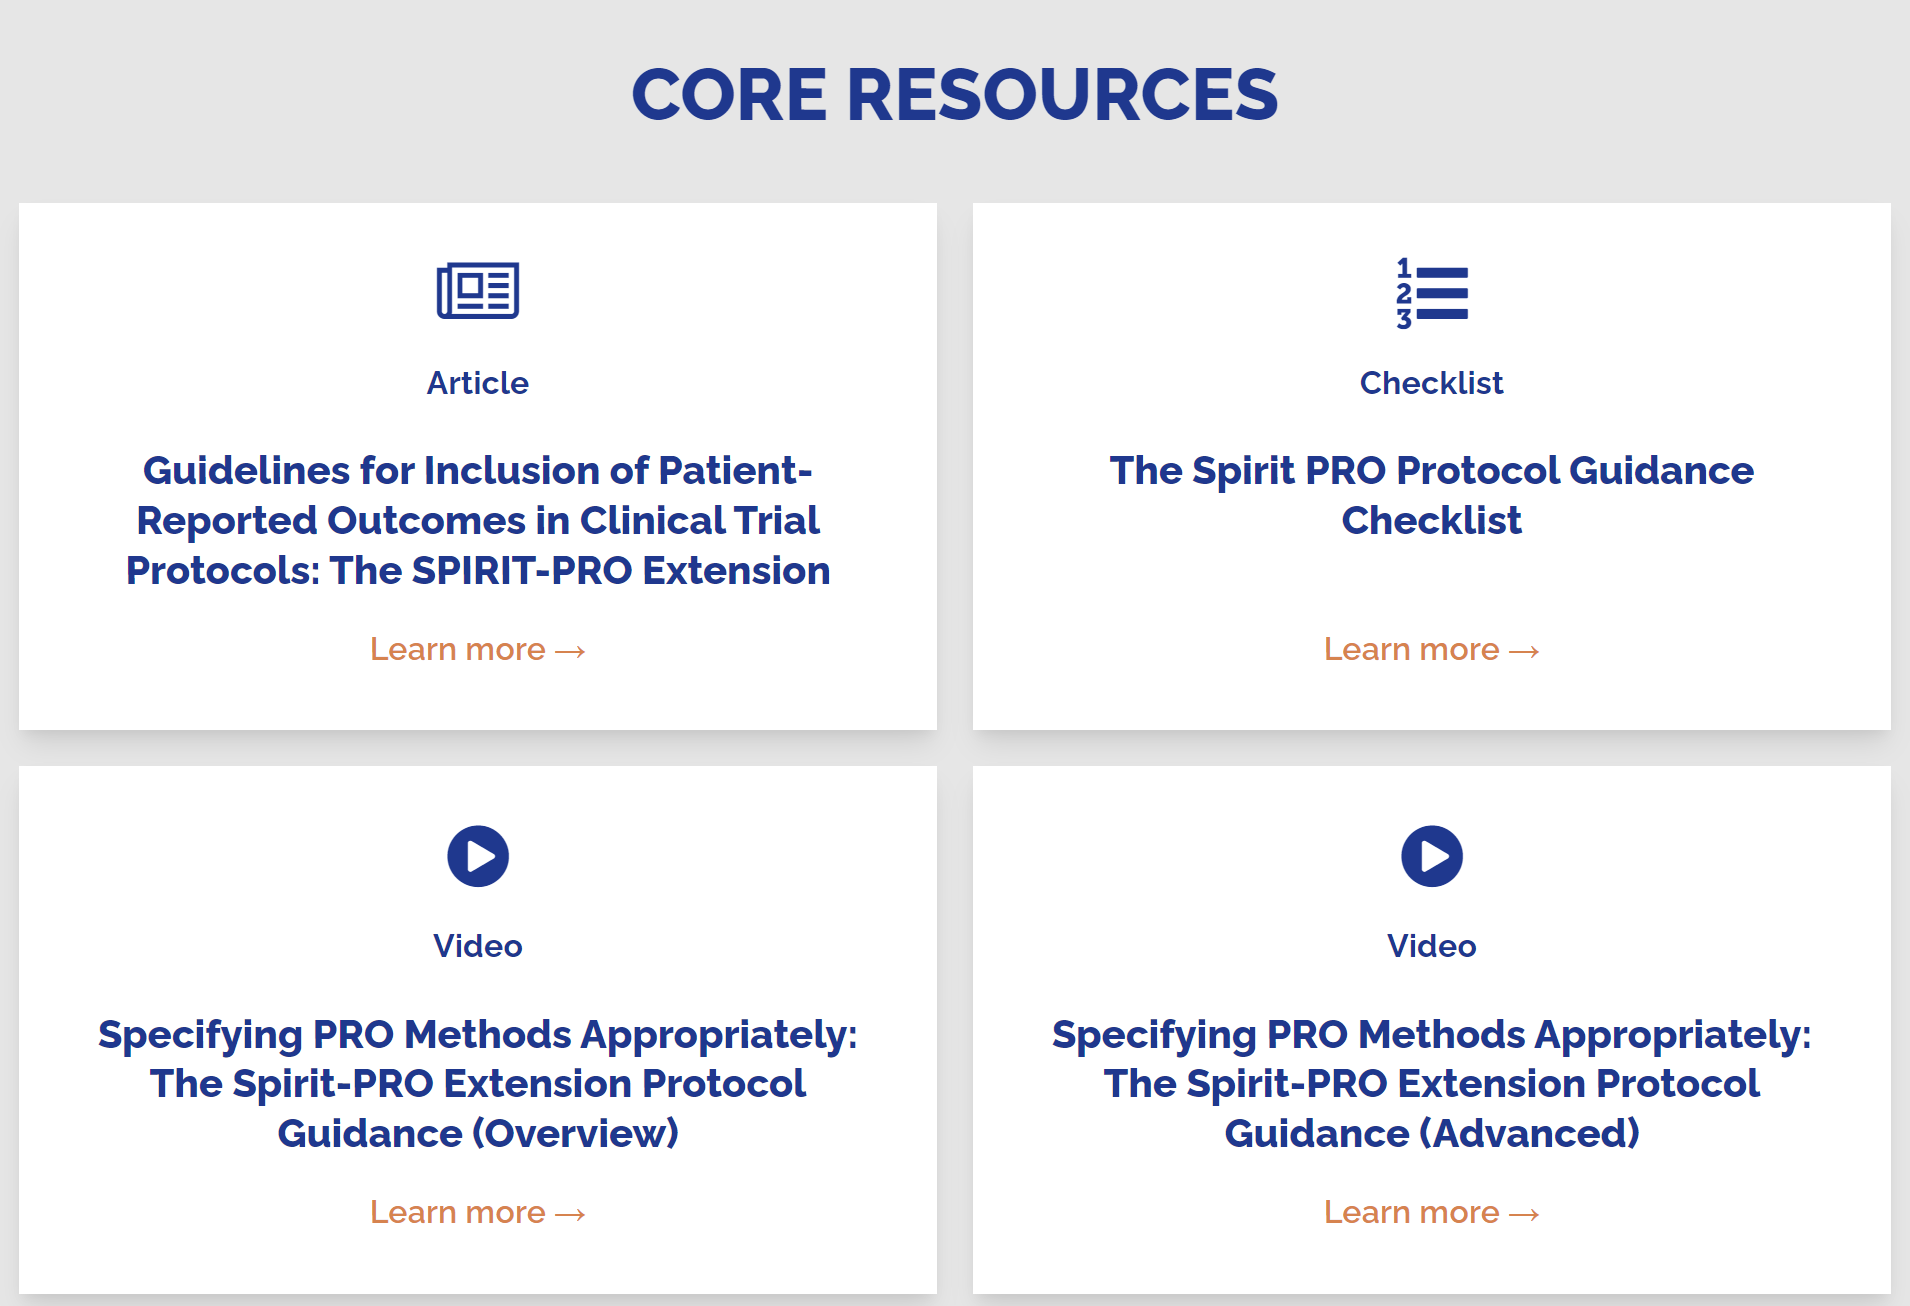 CORE RESOURCES
Article
Guidelines for Inclusion of Patient-
Reported Outcomes in Clinical Trial
Protocols: The SPIRIT-PRO Extension
Learn more →
1
2
3
Checklist
The Spirit PRO Protocol Guidance
Checklist
Learn more →
Video
Specifying PRO Methods Appropriately:
The Spirit-PRO Extension Protocol
Guidance (Overview)
Learn more →
Video
Specifying PRO Methods Appropriately:
The Spirit-PRO Extension Protocol
Guidance (Advanced)
Learn more →